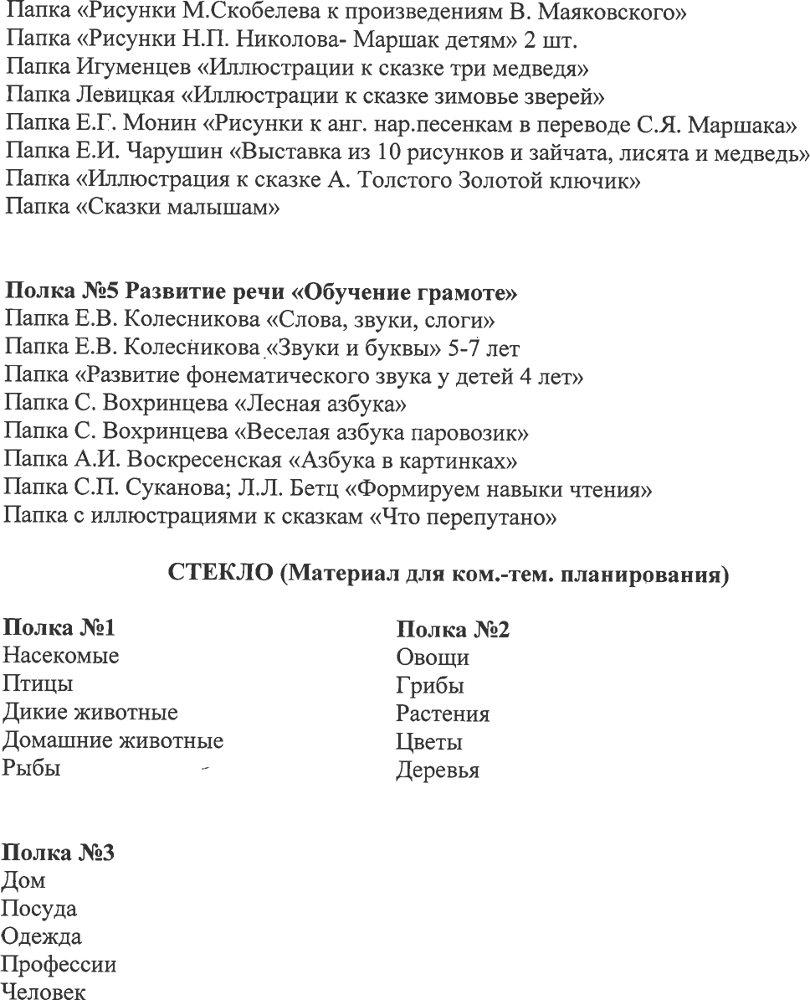 Папка «Рисунки М.Скобелева к произведениям В. Маяковского»
Папка «Рисунки Н.П. Николова- Маршак детям» 2 шт.
Папка Игуменцев «Иллюстрации к сказке три медведя»
Папка Левицкая «Иллюстрации к сказке зимовье зверей»
Папка Е.Г. Монин «Рисунки к анг. нар.песенкам в переводе С.Я. Маршака»
Папка Е.И. Чарушин «Выставка из 10 рисунков и зайчата, лисята и медведь»
Папка «Иллюстрация к сказке А. Толстого Золотой ключик»
Папка «Сказки малышам»
Полка №5 Развитие речи «Обучение грамоте»
Папка Е.В. Колесникова «Слова, звуки, слоги»
Папка Е.В. Колесникова «Звуки и буквы» 5-7 лет
Папка «Развитие фонематического звука у детей 4 лет»
Папка С. Вохринцева «Лесная азбука»
Папка С. Вохринцева «Веселая азбука паровозик»
Папка А.И. Воскресенская «Азбука в картинках»
Папка С.П. Суканова; Л.Л. Бетц «Формируем навыки чтения»
Папка с иллюстрациями к сказкам «Что перепутано»
СТЕКЛО (Материал для ком.-тем. планирования)
Полка №1
Насекомые
Птицы
Дикие животные
Домашние животные
Рыбы
Полка №2
Овощи
Грибы
Растения
Цветы
Деревья
Полка №3
Дом
Посуда
Одежда
Профессии
Человек